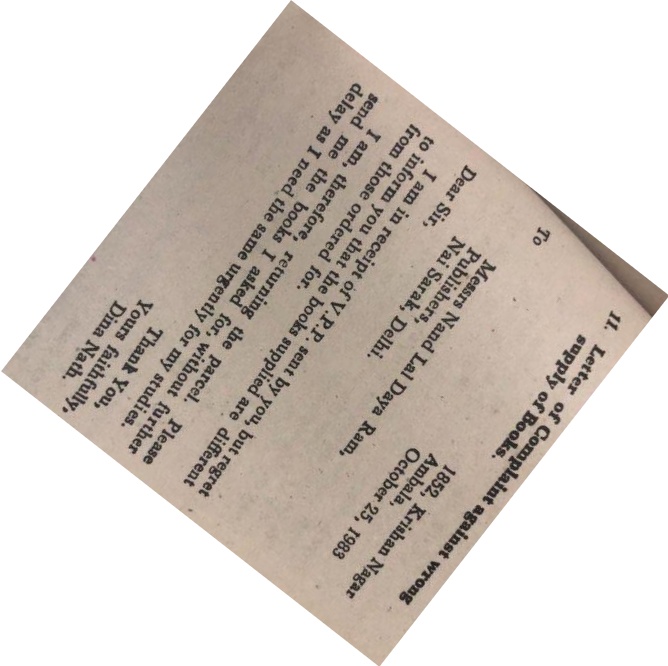 11. Letter of Complaint against wrong
supply of Books.
1852, Krishan Nagar
Ambala,
October 25, 1983
To
Messrs Nand Lal Daya Ram,
Publishers,
Nai Sarak, Delhi.
Dear Sir,
I am in receipt of V.P.P. sent by you, but regret
to inform you that the books supplied are different
from those ordered for.
I am, therefore, returning the parcel. Please
send me the books I asked for, without further
delay as I need the same urgently for my studies.
Thank You,
Yours faithfully,
Dina Nath.